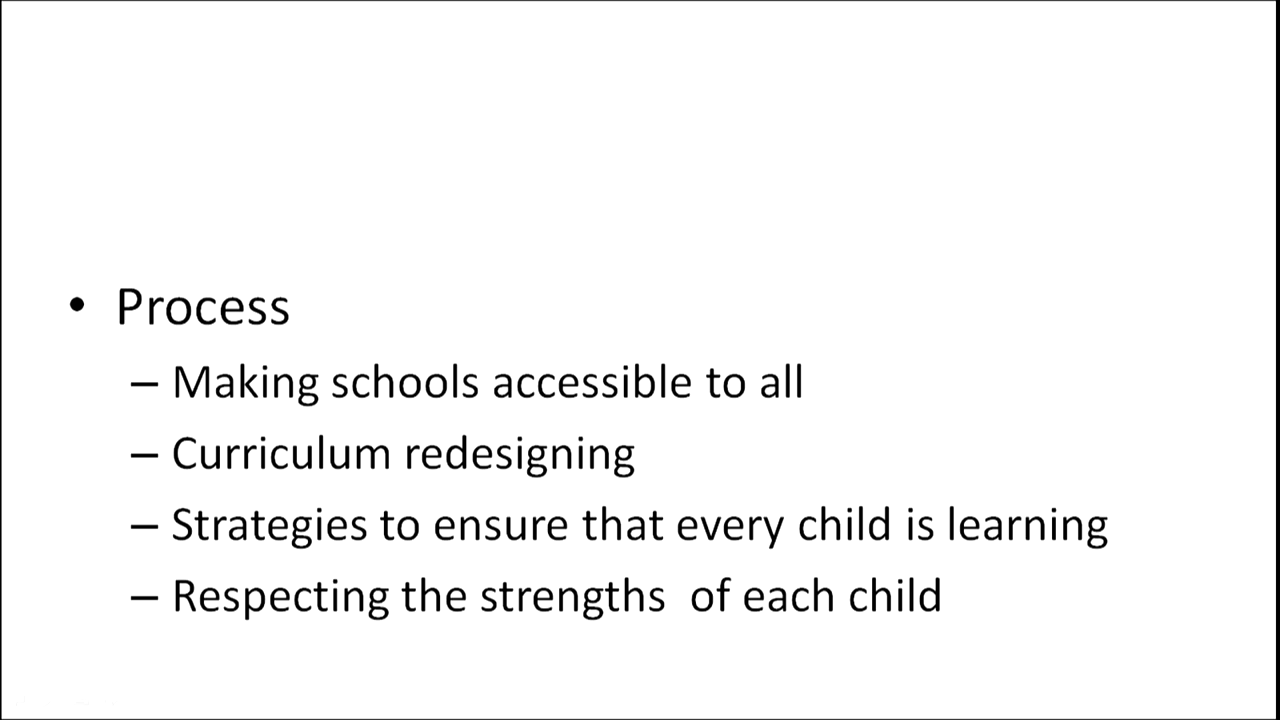 • Process
– Making schools accessible to all
– Curriculum redesigning
– Strategies to ensure that every child is learning
– Respecting the strengths  of each child